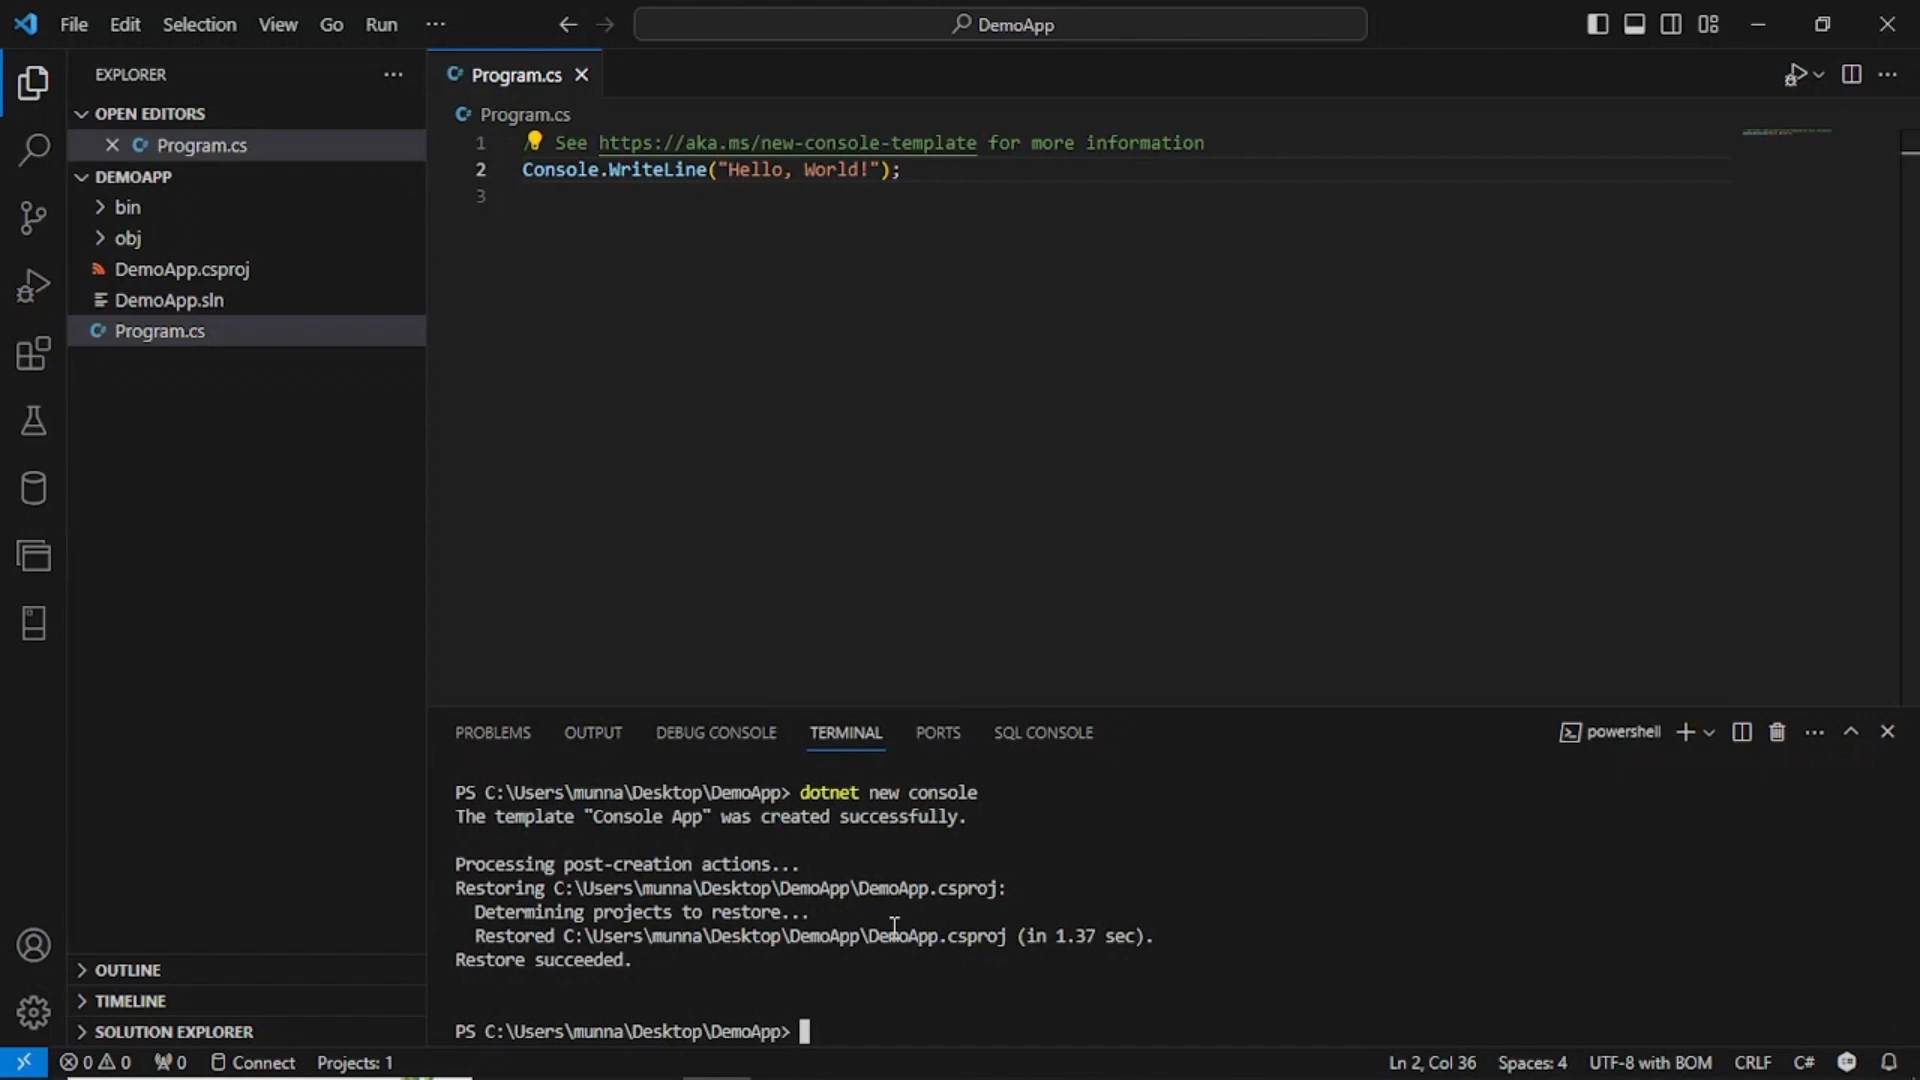 File Edit Selection View Go Run ···
DemoApp
EXPLORER
OPEN EDITORS
Program.cs
DEMOAPP
bin
obj
DemoApp.csproj
DemoApp.sln
Program.cs
OUTLINE
TIMELINE
SOLUTION EXPLORER
Program.cs
Program.cs
1 / See https://aka.ms/new-console-template for more information
2 Console.WriteLine("Hello, World!");
3
PROBLEMS OUTPUT DEBUG CONSOLE TERMINAL PORTS SQL CONSOLE
powershell
PS C:\Users\munna\Desktop\DemoApp> dotnet new console
The template "Console App" was created successfully.
Processing post-creation actions...
Restoring C:\Users\munna\Desktop\DemoApp\DemoApp.csproj:
Determining projects to restore...
Restored C:\Users\munna\Desktop\DemoApp\DemoApp.csproj (in 1.37 sec).
Restore succeeded.
PS C:\Users\munna\Desktop\DemoApp>
0 0 0 Connect Projects: 1
Ln 2, Col 36 Spaces: 4 UTF-8 with BOM CRLF C#